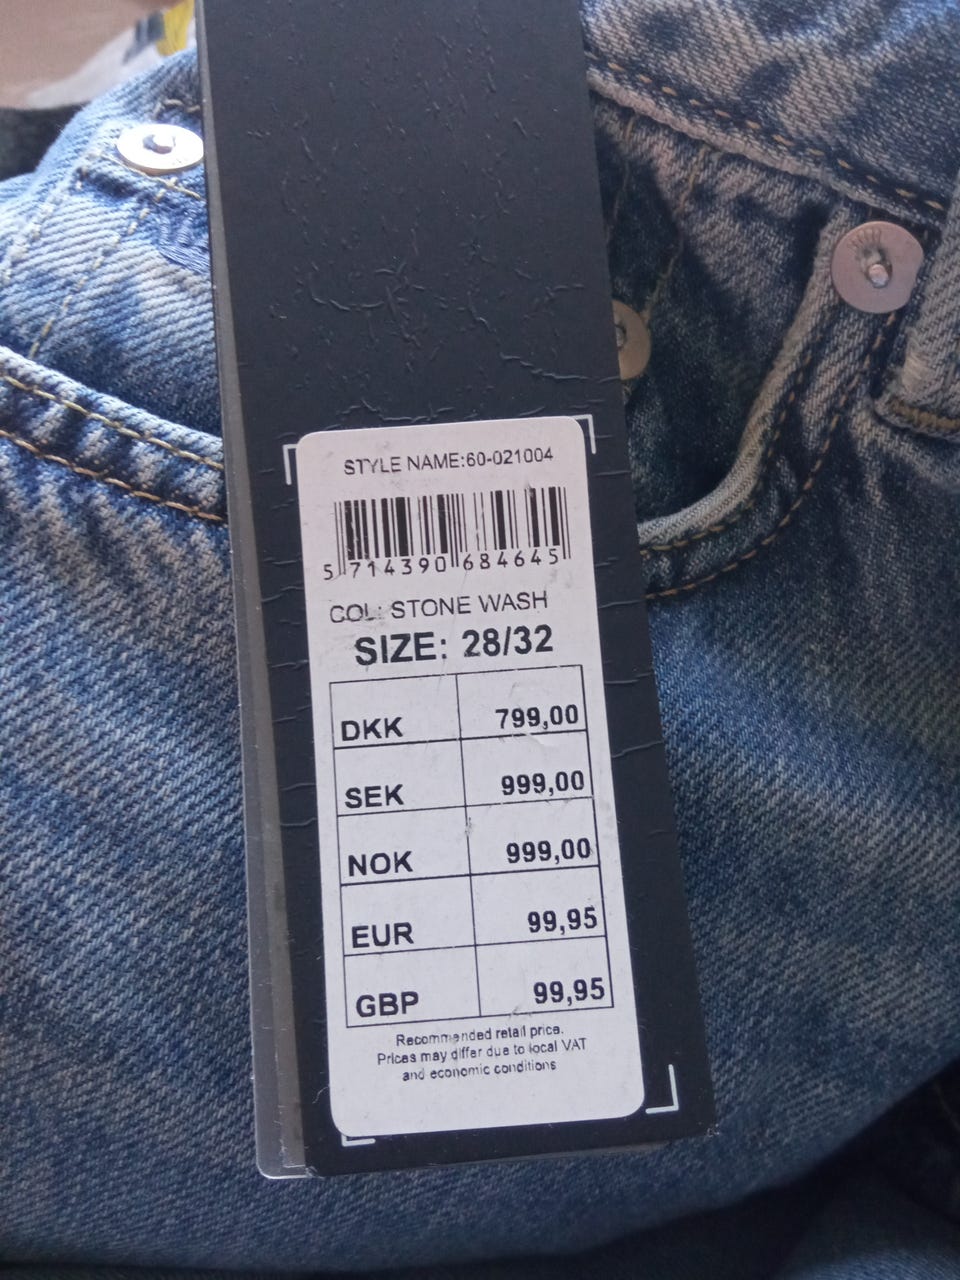 STYLE NAME:60-021004
5 714390 684645
COL: STONE WASH
SIZE: 28/32
DKK 799,00
SEK 999,00
NOK 999,00
EUR 99,95
GBP 99,95
Recommended retail price.
Prices may differ due to local VAT
and economic conditions